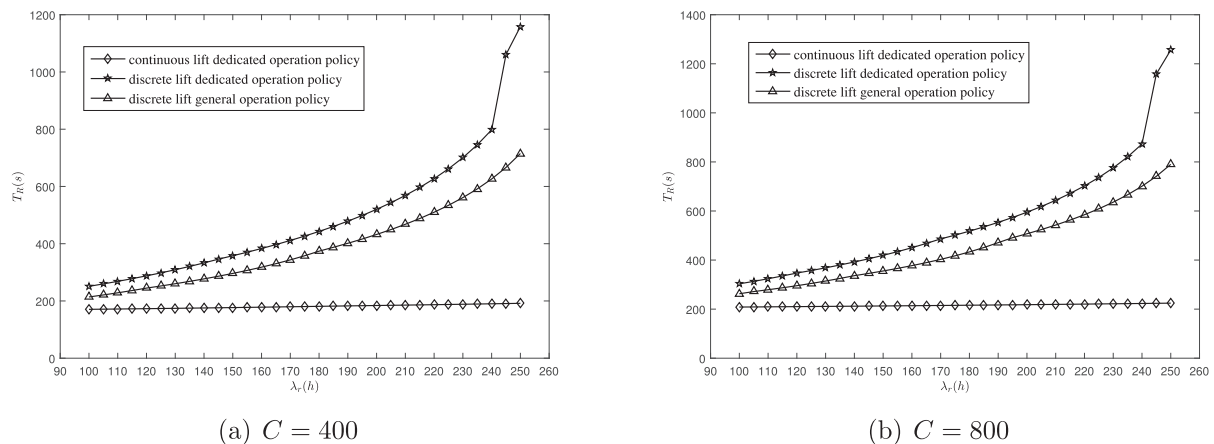 1200
1000
800
600
400
200
0
T_R(s)
continuous lift dedicated operation policy
discrete lift dedicated operation policy
discrete lift general operation policy
90 100 110 120 130 140 150 160 170 180 190 200 210 220 230 240 250 260
λ_r(h)
(a) C = 400
1400
1200
1000
800
600
400
200
0
T_R(s)
continuous lift dedicated operation policy
discrete lift dedicated operation policy
discrete lift general operation policy
90 100 110 120 130 140 150 160 170 180 190 200 210 220 230 240 250 260
λ_r(h)
(b) C = 800